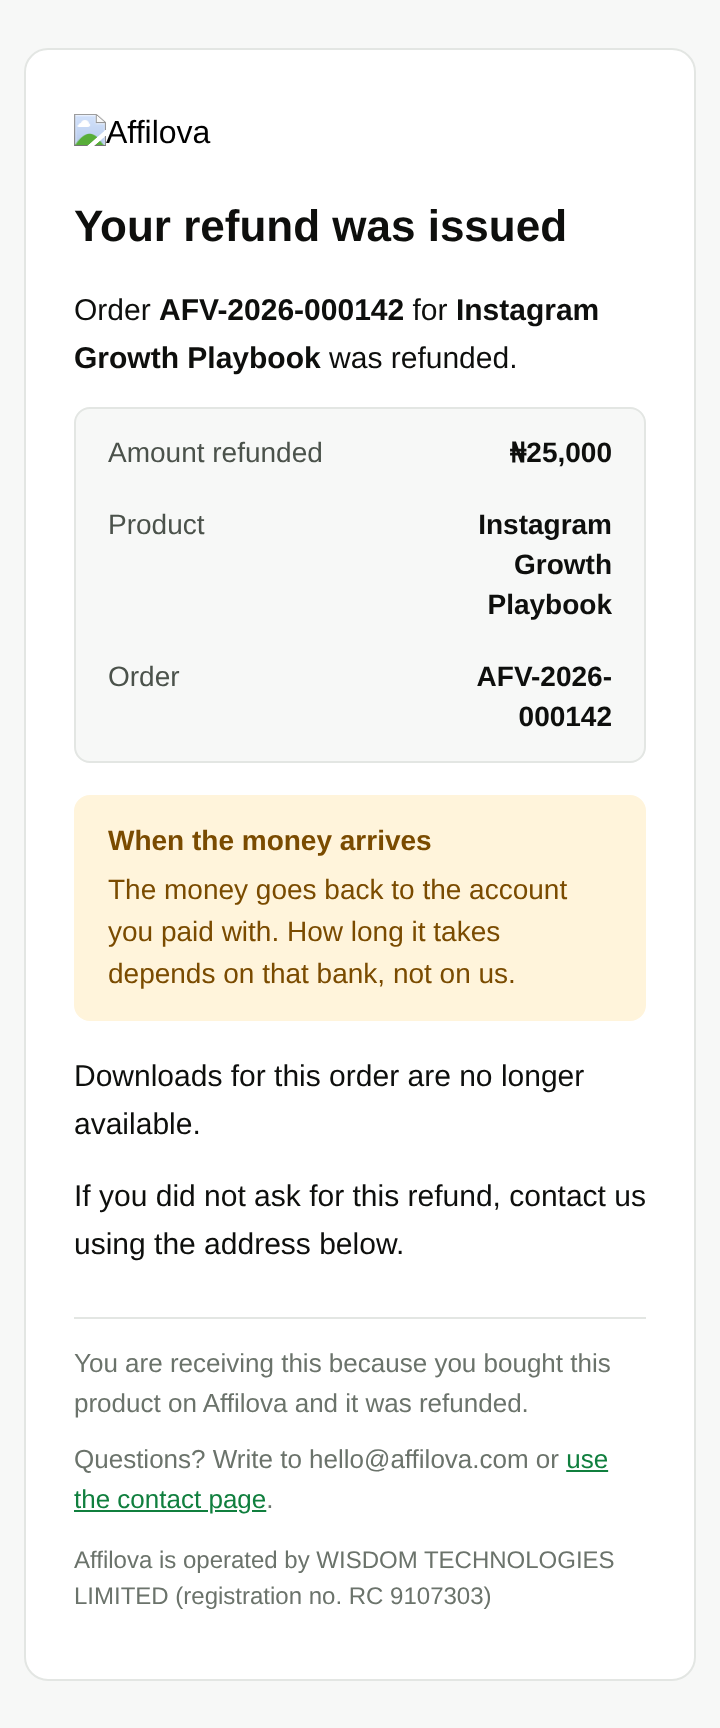 Affilova
Your refund was issued
Order AFV-2026-000142 for Instagram
Growth Playbook was refunded.
Amount refunded ₦25,000
Product Instagram
Growth
Playbook
Order AFV-2026-
000142
When the money arrives
The money goes back to the account
you paid with. How long it takes
depends on that bank, not on us.
Downloads for this order are no longer
available.
If you did not ask for this refund, contact us
using the address below.
You are receiving this because you bought this
product on Affilova and it was refunded.
Questions? Write to hello@affilova.com or use
the contact page.
Affilova is operated by WISDOM TECHNOLOGIES
LIMITED (registration no. RC 9107303)